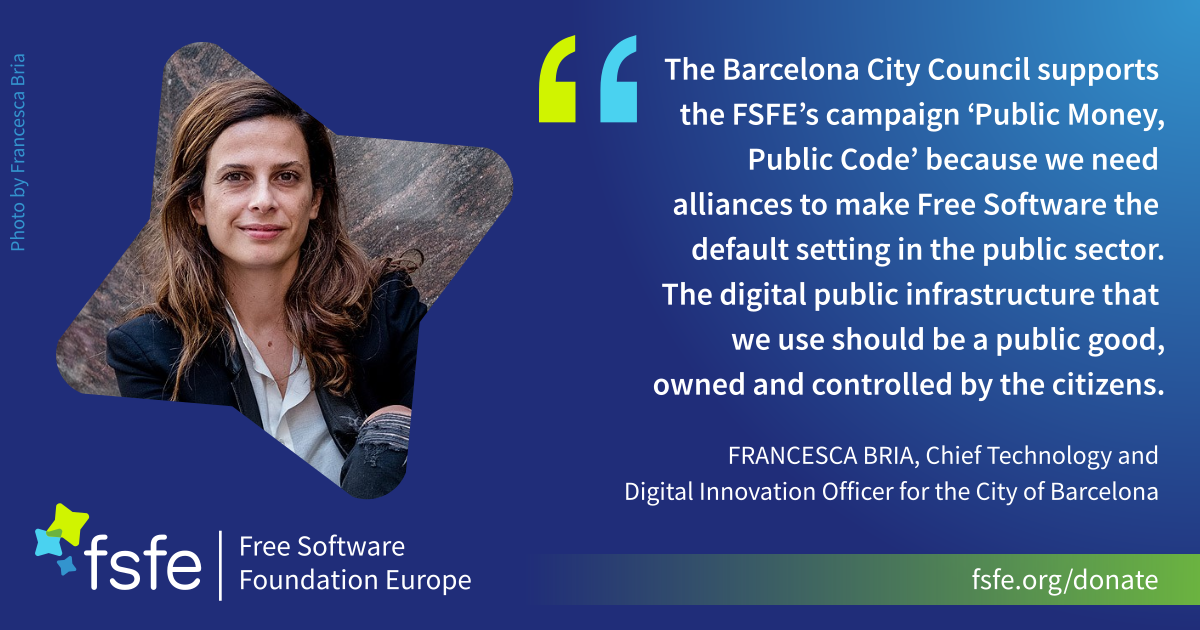 Photo by Francesca Bria
The Barcelona City Council supports
the FSFE’s campaign ‘Public Money,
Public Code’ because we need
alliances to make Free Software the
default setting in the public sector.
The digital public infrastructure that
we use should be a public good,
owned and controlled by the citizens.
FRANCESCA BRIA, Chief Technology and
Digital Innovation Officer for the City of Barcelona
fsfe
Free Software
Foundation Europe
fsfe.org/donate